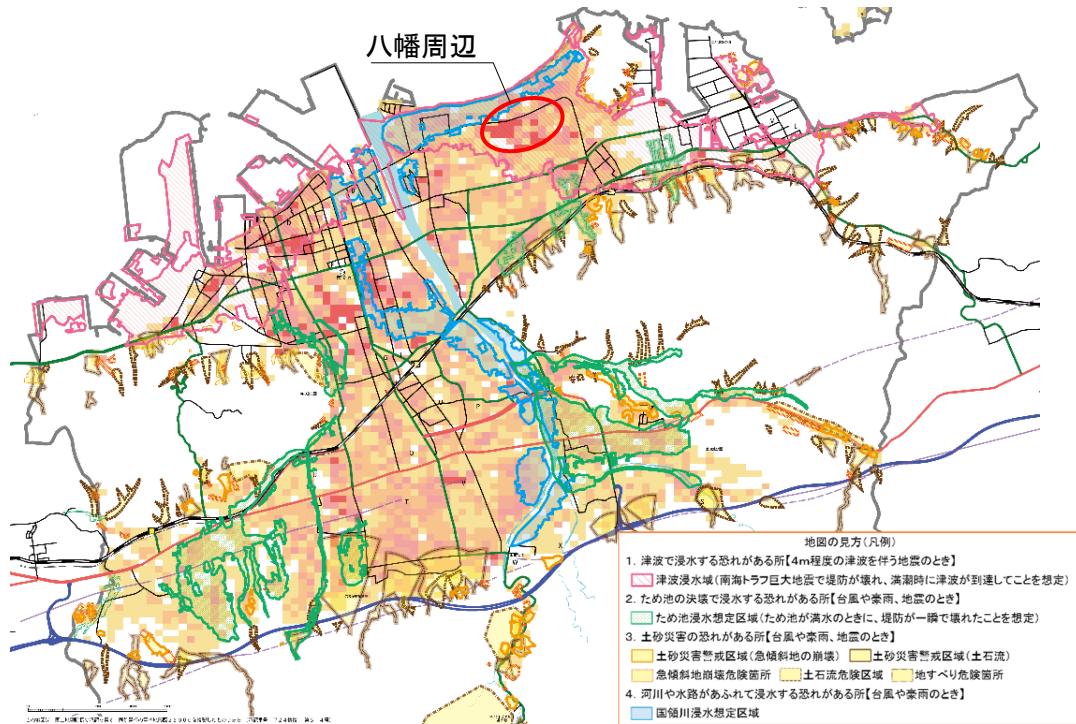 八幡周辺
地図の見方(凡例)
1. 津波で浸水する恐れがある所【4m程度の津波を伴う地震のとき】
津波浸水域(南海トラフ巨大地震で堤防が壊れ、満潮時に津波が到達してことを想定)
2. ため池の決壊で浸水する恐れがある所【台風や豪雨、地震のとき】
ため池浸水想定区域(ため池が満水のときに、堤防が一瞬で壊れたことを想定)
3. 土砂災害の恐れがある所【台風や豪雨、地震のとき】
土砂災害警戒区域(急傾斜地の崩壊) 土砂災害警戒区域(土石流)
急傾斜地崩壊危険箇所 土石流危険区域 地すべり危険箇所
4. 河川や水路があふれて浸水する恐れがある所【台風や豪雨のとき】
国領川浸水想定区域